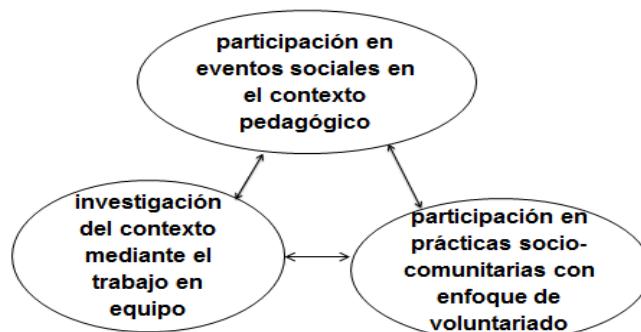 participación en
eventos sociales en
el contexto
pedagógico
investigación
del contexto
mediante el
trabajo en
equipo
participación en
prácticas socio-
comunitarias con
enfoque de
voluntariado